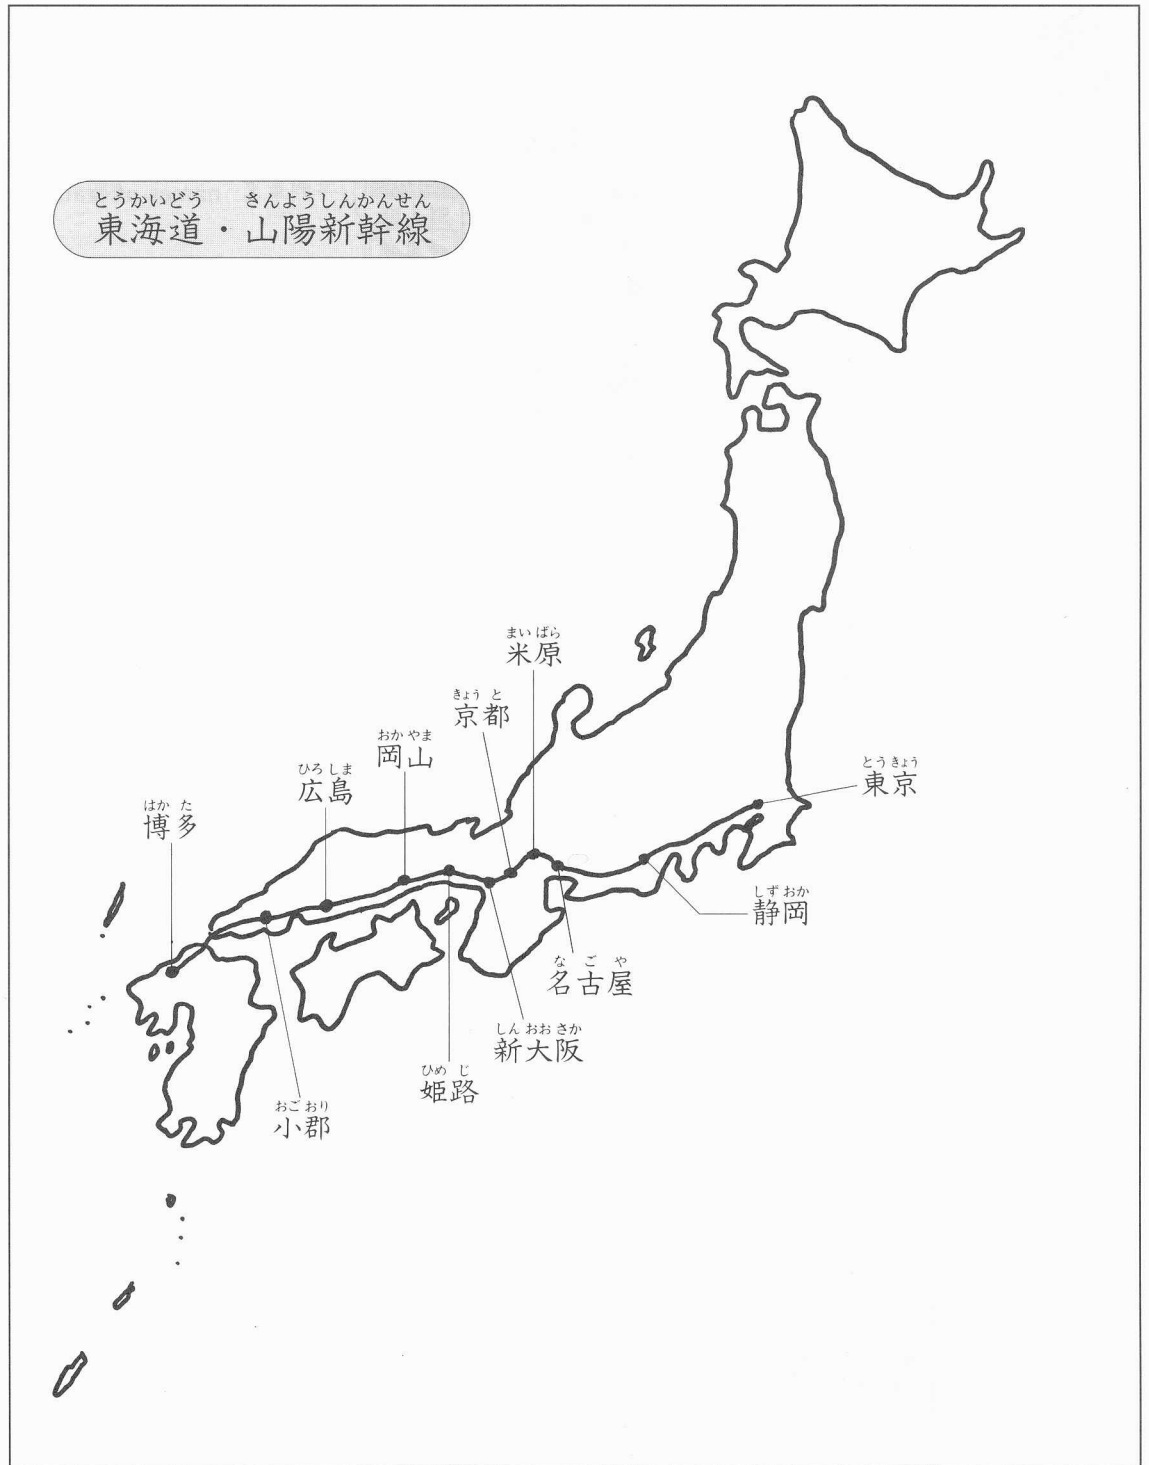 とうかいどう さんようしんかんせん
東海道・山陽新幹線
まいばら
米原
きょうと
京都
おかやま
岡山
ひろしま
広島
はかた
博多
とうきょう
東京
しずおか
静岡
なごや
名古屋
しんおおさか
新大阪
ひめじ
姫路
おごおり
小郡